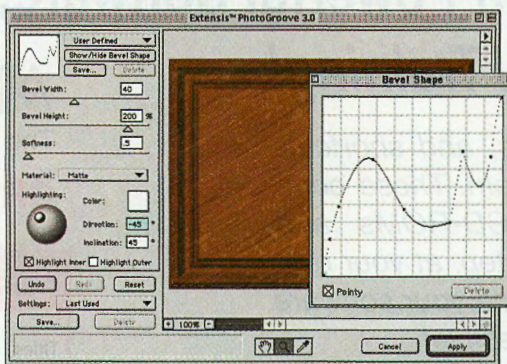 Extensis™ PhotoGroove 3.0
User Defined
Show/Hide Bevel Shape
Save... Delete
Bevel Width: 40
Bevel Height: 200 %
Softness: .5
Material: Matte
Highlighting:
Color:
Direction: -45 °
Inclination: 45 °
Highlight Inner Highlight Outer
Undo Redo Reset
Settings: Last Used
Save... Delete
Bevel Shape
Pointy Delete
+ 100% -
Cancel Apply